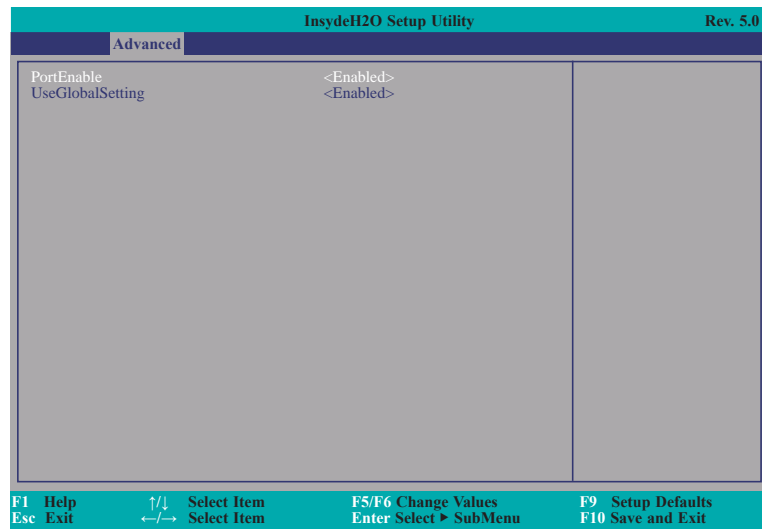 InsydeH2O Setup Utility Rev. 5.0
Advanced
PortEnable <Enabled>
UseGlobalSetting <Enabled>
F1 Help ↑/↓ Select Item F5/F6 Change Values F9 Setup Defaults
Esc Exit ←/→ Select Item Enter Select ▶ SubMenu F10 Save and Exit